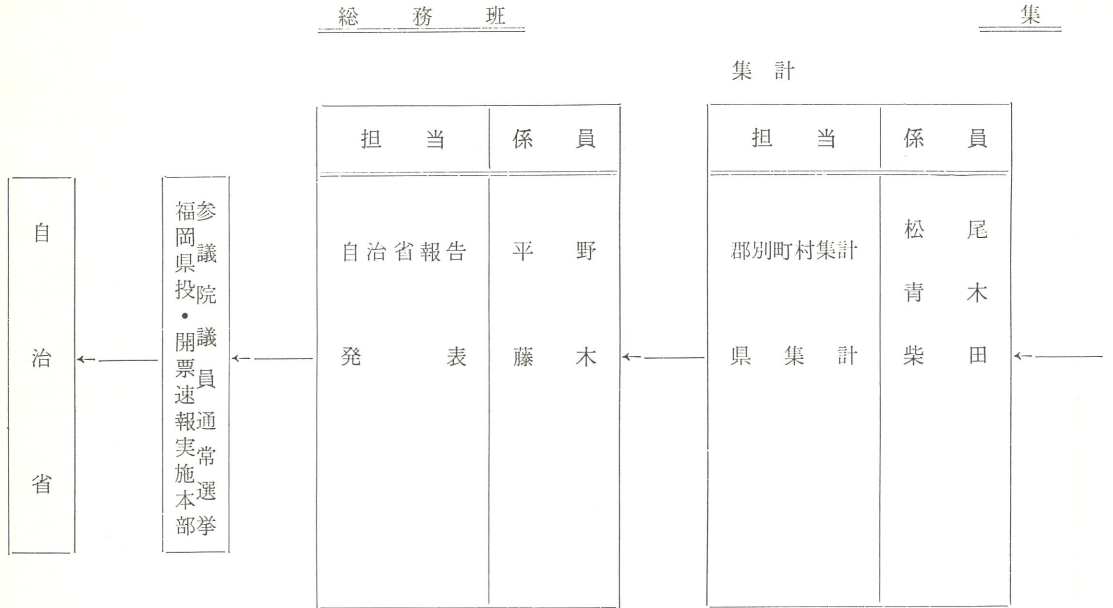 総務班
集
集計
担当 係員
自治省報告 平野
発表 藤木
担当 係員
郡別町村集計 松尾
青木
県集計 柴田
参議院議員通常選挙
福岡県投・開票速報実施本部
自治省